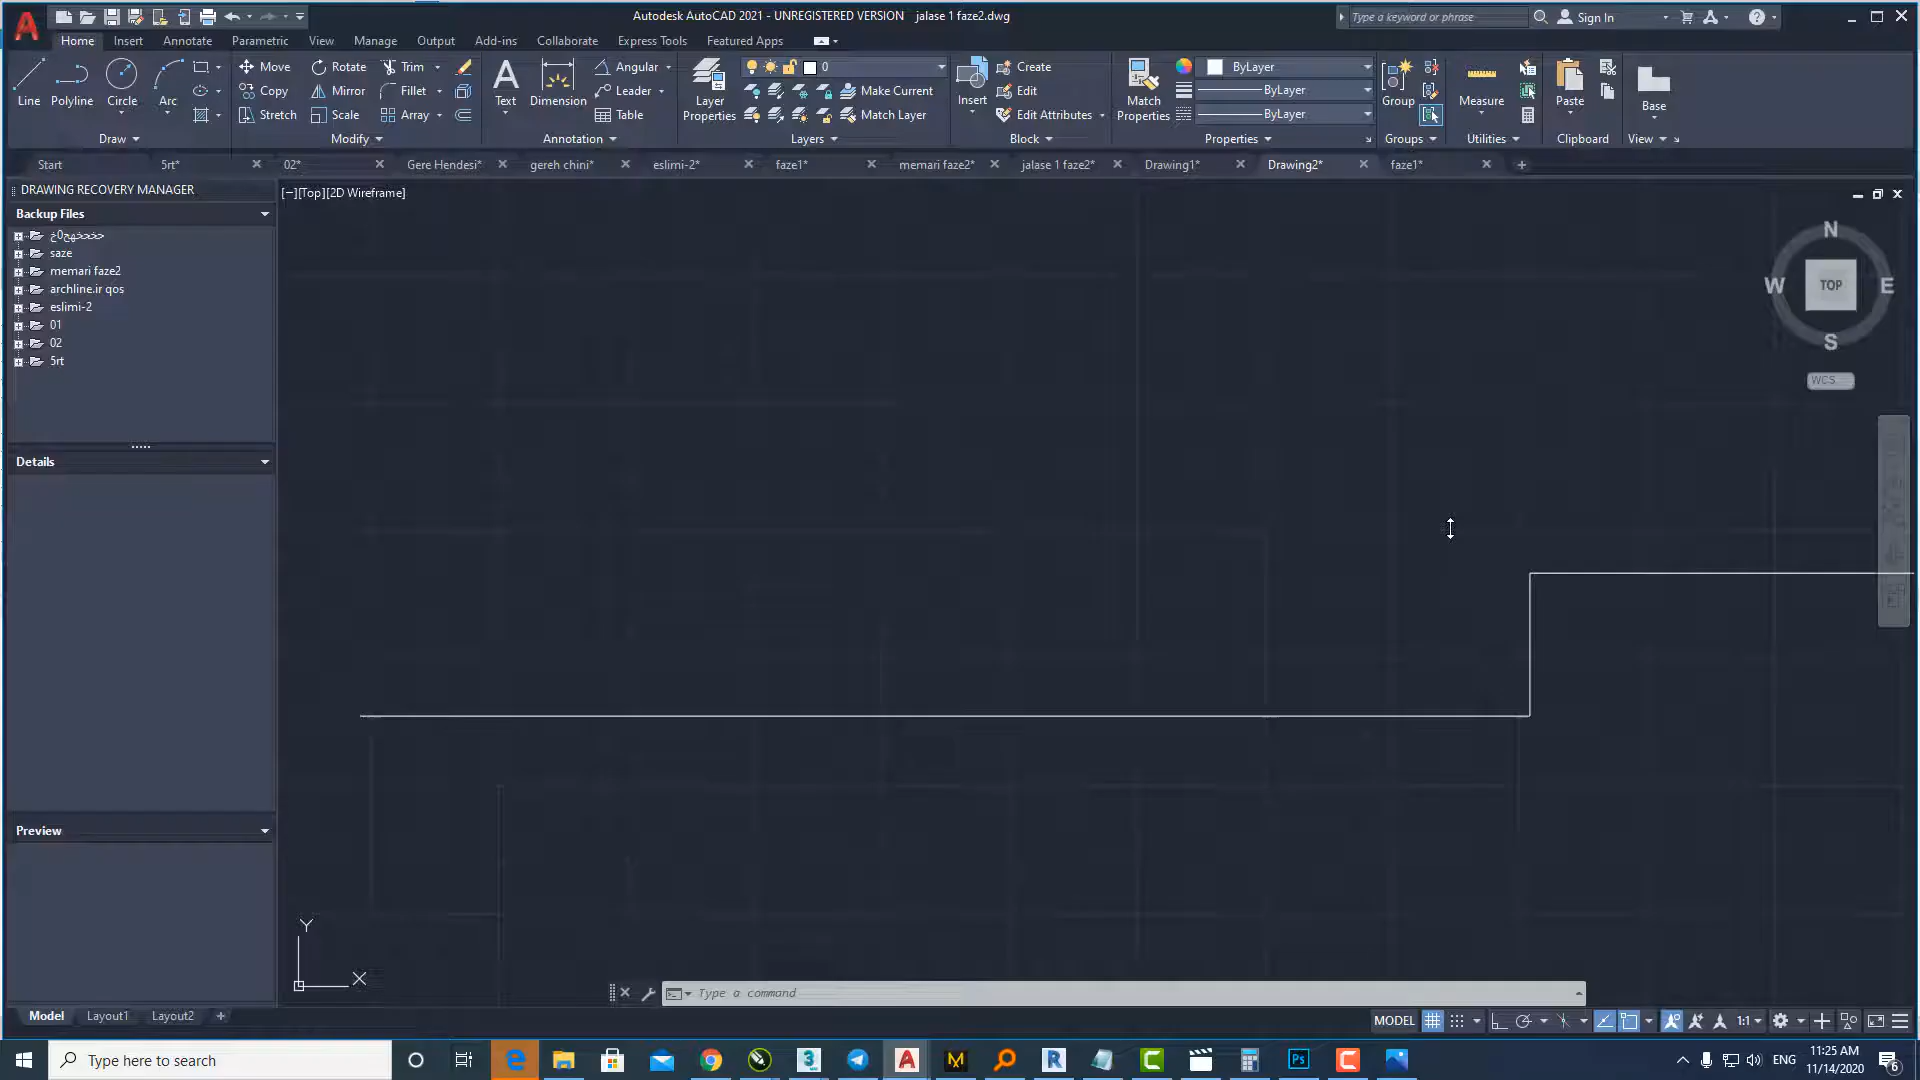 Autodesk AutoCAD 2021 - UNREGISTERED VERSION jalase 1 faze2.dwg
Type a keyword or phrase
Sign In
Home Insert Annotate Parametric View Manage Output Add-ins Collaborate Express Tools Featured Apps
Line Polyline Circle Arc
Move Rotate Trim
Copy Mirror Fillet
Stretch Scale Array
Text Dimension
Angular
Leader
Table
Layer Properties
0
Make Current
Match Layer
Insert
Create
Edit
Edit Attributes
Match Properties
ByLayer
ByLayer
ByLayer
Group
Measure
Paste
Base
Draw Modify Annotation Layers Block Properties Groups Utilities Clipboard View
Start 5rt* 02* Gere Hendesi* gereh chini* eslimi-2* faze1* memari faze2* jalase 1 faze2* Drawing1* Drawing2* faze1*
DRAWING RECOVERY MANAGER
Backup Files
saze
memari faze2
archline.ir qos
eslimi-2
01
02
5rt
Details
Preview
[−][Top][2D Wireframe]
N
W TOP E
S
WCS
Y
X
Type a command
Model Layout1 Layout2
MODEL 1:1
Type here to search
ENG
11:25 AM
11/14/2020
6